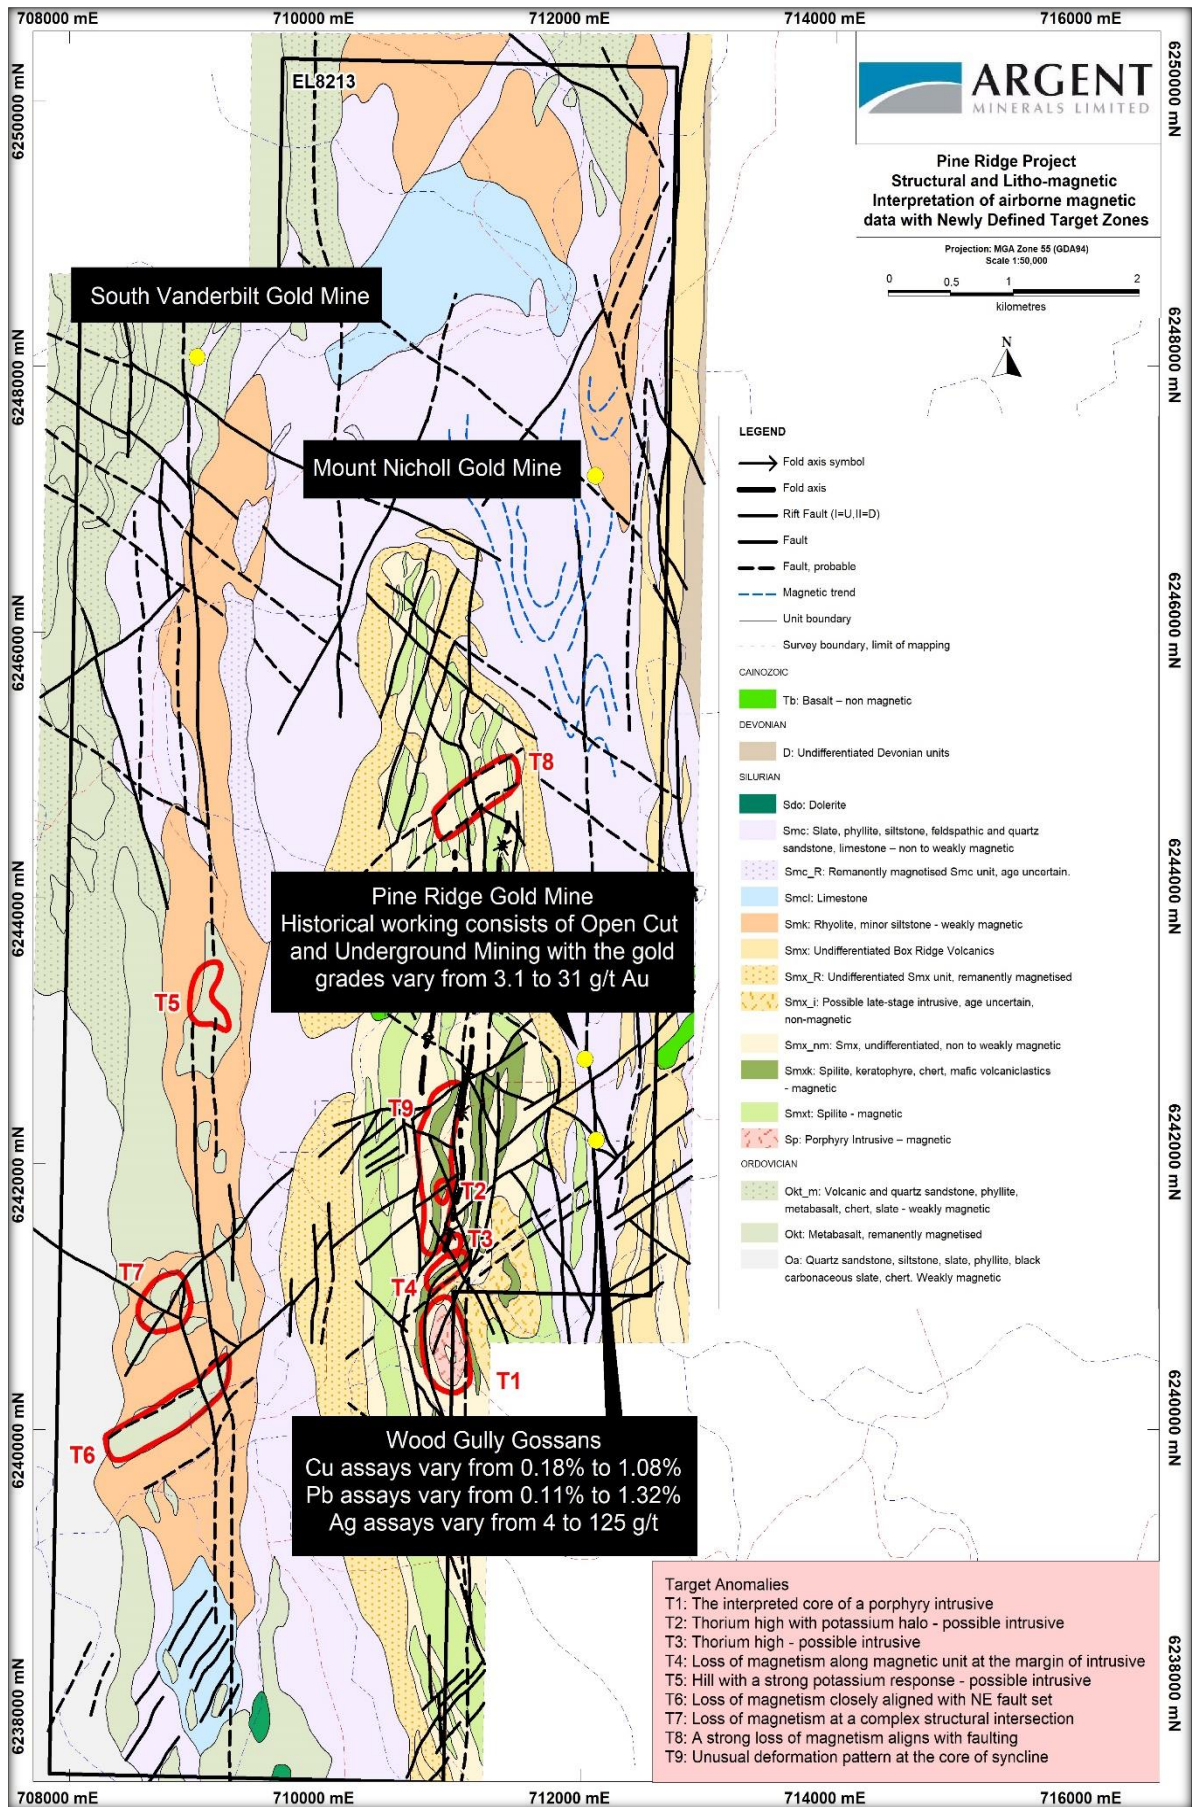 708000 mE
710000 mE
712000 mE
714000 mE
716000 mE
6250000 mN
6248000 mN
6246000 mN
6244000 mN
6242000 mN
6240000 mN
6238000 mN
EL8213
ARGENT
MINERALS LIMITED
Pine Ridge Project
Structural and Litho-magnetic
Interpretation of airborne magnetic
data with Newly Defined Target Zones
Projection: MGA Zone 55 (GDA94)
Scale 1:50,000
0 0.5 1 2
kilometres
N
South Vanderbilt Gold Mine
Mount Nicholl Gold Mine
T8
Pine Ridge Gold Mine
Historical working consists of Open Cut
and Underground Mining with the gold
grades vary from 3.1 to 31 g/t Au
T5
T9
T2
T3
T4
T7
T1
T6
Wood Gully Gossans
Cu assays vary from 0.18% to 1.08%
Pb assays vary from 0.11% to 1.32%
Ag assays vary from 4 to 125 g/t
LEGEND
Fold axis symbol
Fold axis
Rift Fault (I=U,II=D)
Fault
Fault, probable
Magnetic trend
Unit boundary
Survey boundary, limit of mapping
CAINOZOIC
Tb: Basalt – non magnetic
DEVONIAN
D: Undifferentiated Devonian units
SILURIAN
Sdo: Dolerite
Smc: Slate, phyllite, siltstone, feldspathic and quartz
sandstone, limestone – non to weakly magnetic
Smc_R: Remanently magnetised Smc unit, age uncertain.
Smcl: Limestone
Smk: Rhyolite, minor siltstone - weakly magnetic
Smx: Undifferentiated Box Ridge Volcanics
Smx_R: Undifferentiated Smx unit, remanently magnetised
Smx_i: Possible late-stage intrusive, age uncertain,
non-magnetic
Smx_nm: Smx, undifferentiated, non to weakly magnetic
Smxk: Spilite, keratophyre, chert, mafic volcaniclastics
- magnetic
Smxt: Spilite - magnetic
Sp: Porphyry Intrusive – magnetic
ORDOVICIAN
Okt_m: Volcanic and quartz sandstone, phyllite,
metabasalt, chert, slate - weakly magnetic
Okt: Metabasalt, remanently magnetised
Oa: Quartz sandstone, siltstone, slate, phyllite, black
carbonaceous slate, chert. Weakly magnetic
Target Anomalies
T1: The interpreted core of a porphyry intrusive
T2: Thorium high with potassium halo - possible intrusive
T3: Thorium high - possible intrusive
T4: Loss of magnetism along magnetic unit at the margin of intrusive
T5: Hill with a strong potassium response - possible intrusive
T6: Loss of magnetism closely aligned with NE fault set
T7: Loss of magnetism at a complex structural intersection
T8: A strong loss of magnetism aligns with faulting
T9: Unusual deformation pattern at the core of syncline
6250000 mN
6248000 mN
6246000 mN
6244000 mN
6242000 mN
6240000 mN
6238000 mN
708000 mE
710000 mE
712000 mE
714000 mE
716000 mE